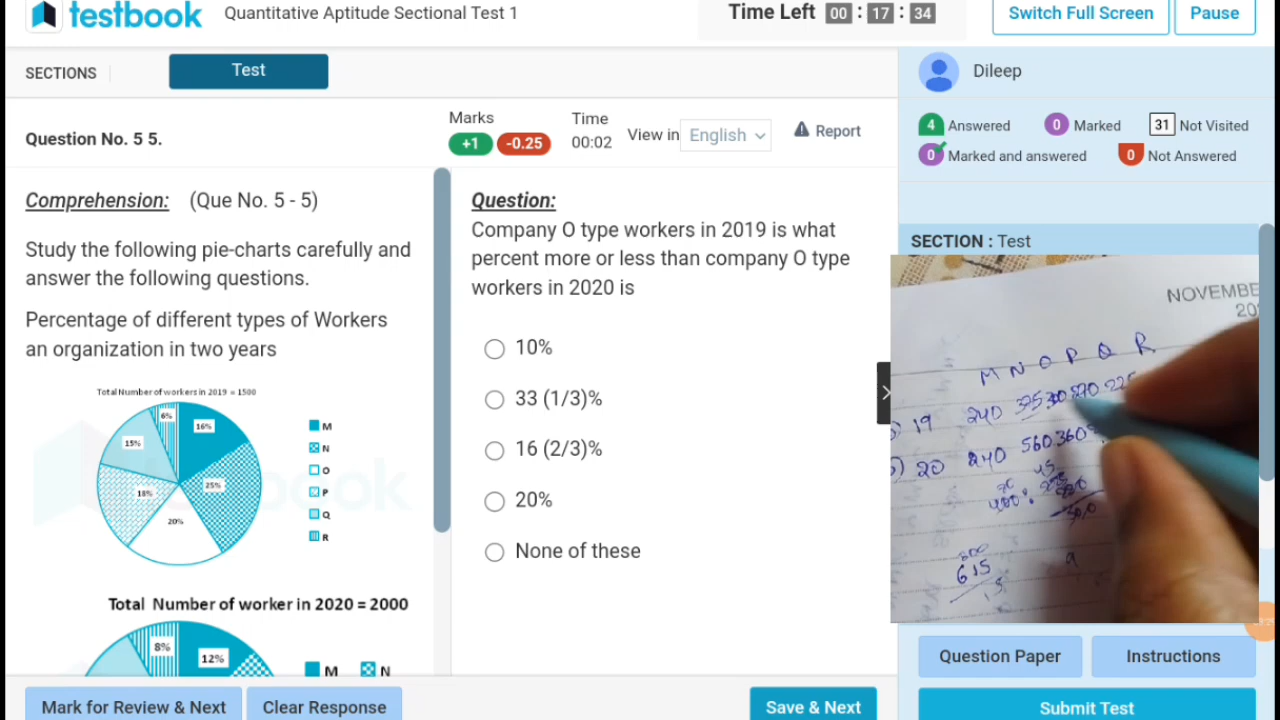 testbook
Quantitative Aptitude Sectional Test 1
Time Left 00 : 17 : 34
Switch Full Screen
Pause
SECTIONS
Test
Dileep
Question No. 5 5.
Marks
+1 -0.25
Time
00:02
View in English
Report
4 Answered
0 Marked
31 Not Visited
0 Marked and answered
0 Not Answered
Comprehension: (Que No. 5 - 5)
Study the following pie-charts carefully and
answer the following questions.
Percentage of different types of Workers
an organization in two years
Total Number of workers in 2019 = 1500
6%
16%
15%
25%
18%
20%
M
N
O
P
Q
R
Total Number of worker in 2020 = 2000
8%
12%
M N
Question:
Company O type workers in 2019 is what
percent more or less than company O type
workers in 2020 is
10%
33 (1/3)%
16 (2/3)%
20%
None of these
SECTION : Test
NOVEMBE
20
M N O P Q R
19 240 375 270 225
20 240 560 360
615
Question Paper
Instructions
Mark for Review & Next
Clear Response
Save & Next
Submit Test